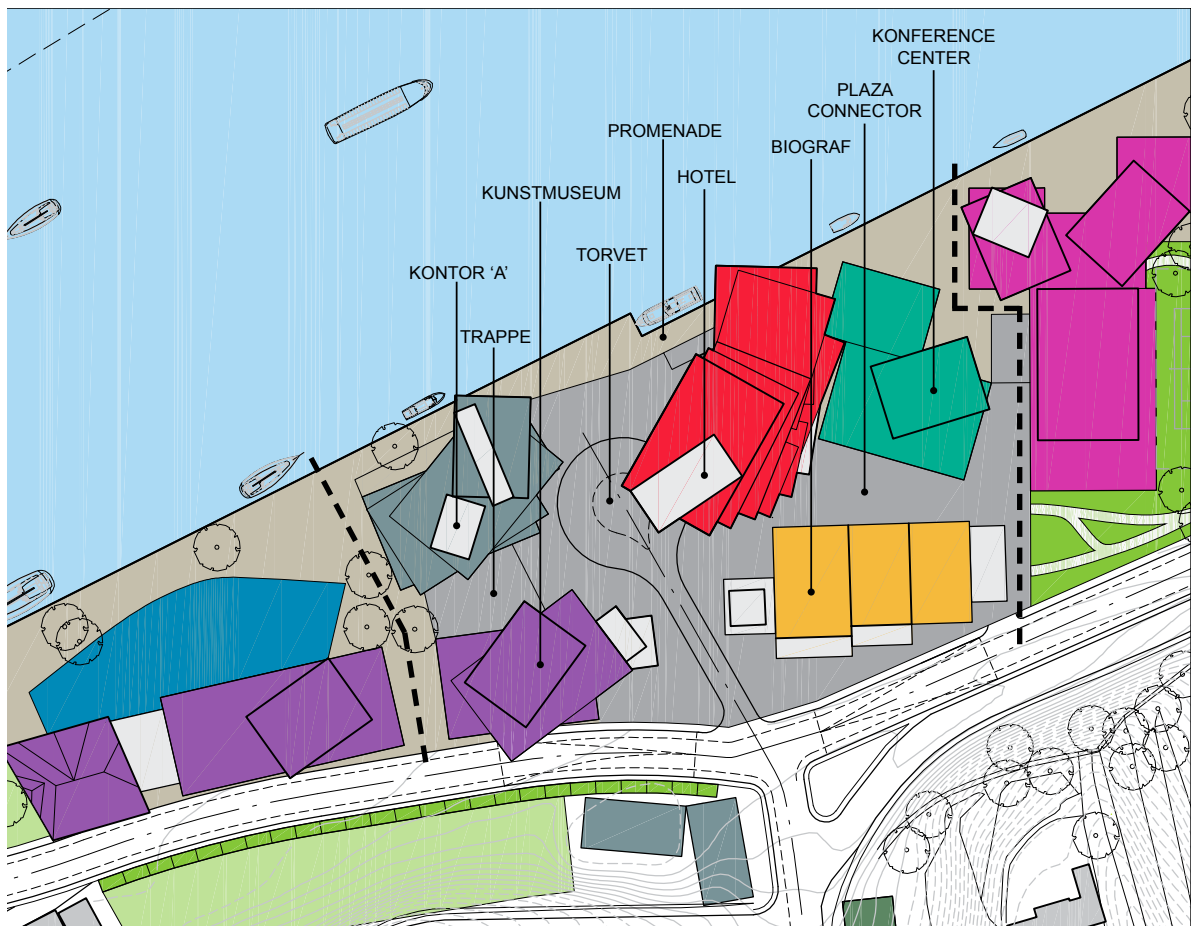 KONFERENCE
CENTER
PLAZA
CONNECTOR
PROMENADE
BIOGRAF
HOTEL
KUNSTMUSEUM
TORVET
KONTOR ‘A’
TRAPPE